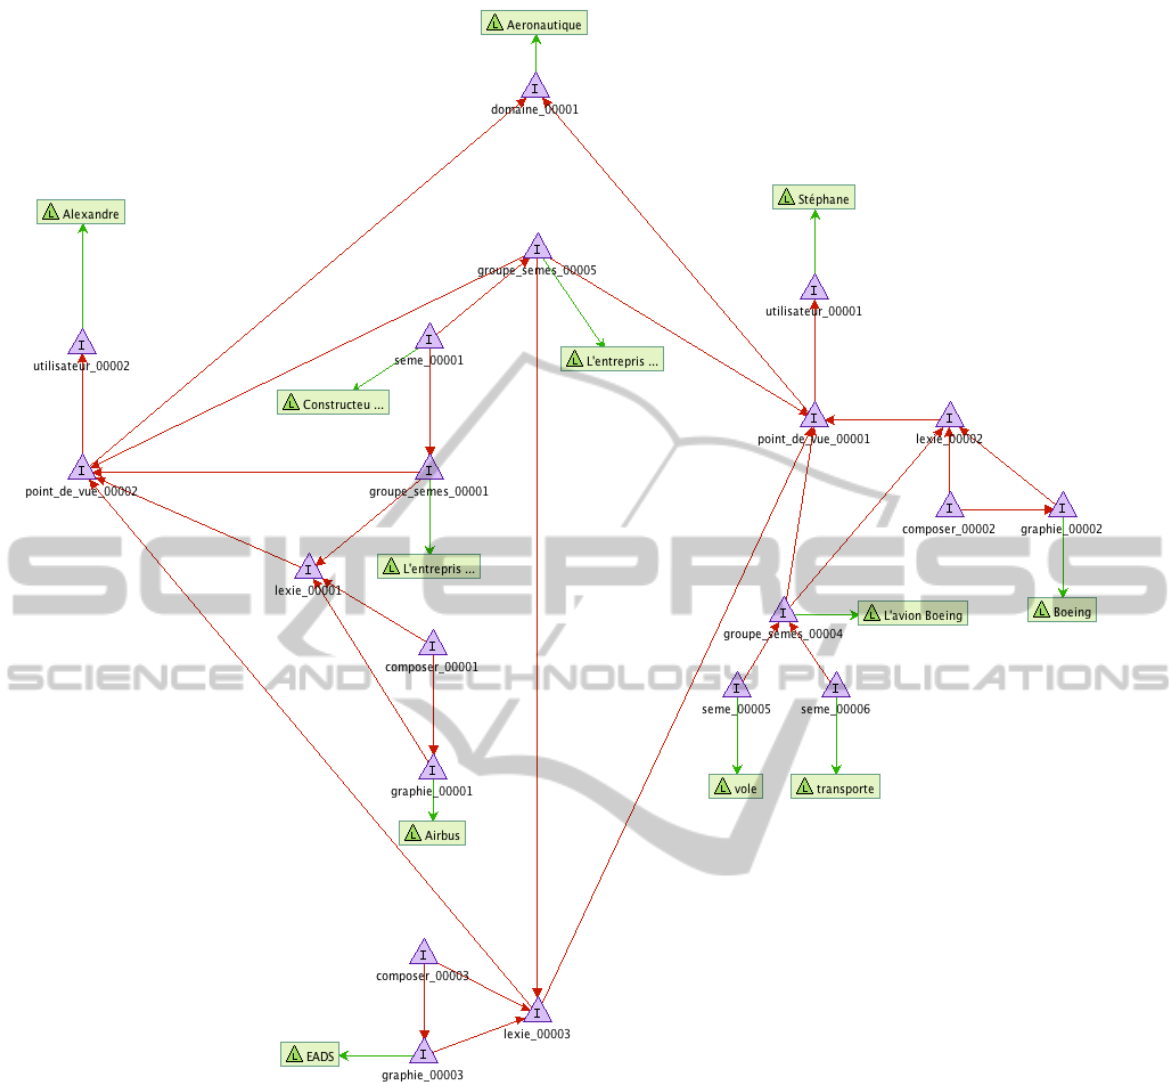 L Aeronautique
I
domaine_00001
L Stéphane
L Alexandre
I
groupe_semes_00005
I
utilisateur_00001
I
utilisateur_00002
I
seme_00001
L L'entrepris ...
L Constructeu ...
I
point_de_vue_00001
I
lexie_00002
I
point_de_vue_00002
I
groupe_semes_00001
I
composer_00002
I
graphie_00002
SCITEPRESS
L L'entrepris ...
I
lexie_00001
L Boeing
I
groupe_semes_00004
L L'avion Boeing
I
composer_00001
SCIENCE AND TECHNOLOGY PUBLICATIONS
I
seme_00005
I
seme_00006
I
graphie_00001
L vole
L transporte
L Airbus
I
composer_00003
I
lexie_00003
L EADS
I
graphie_00003